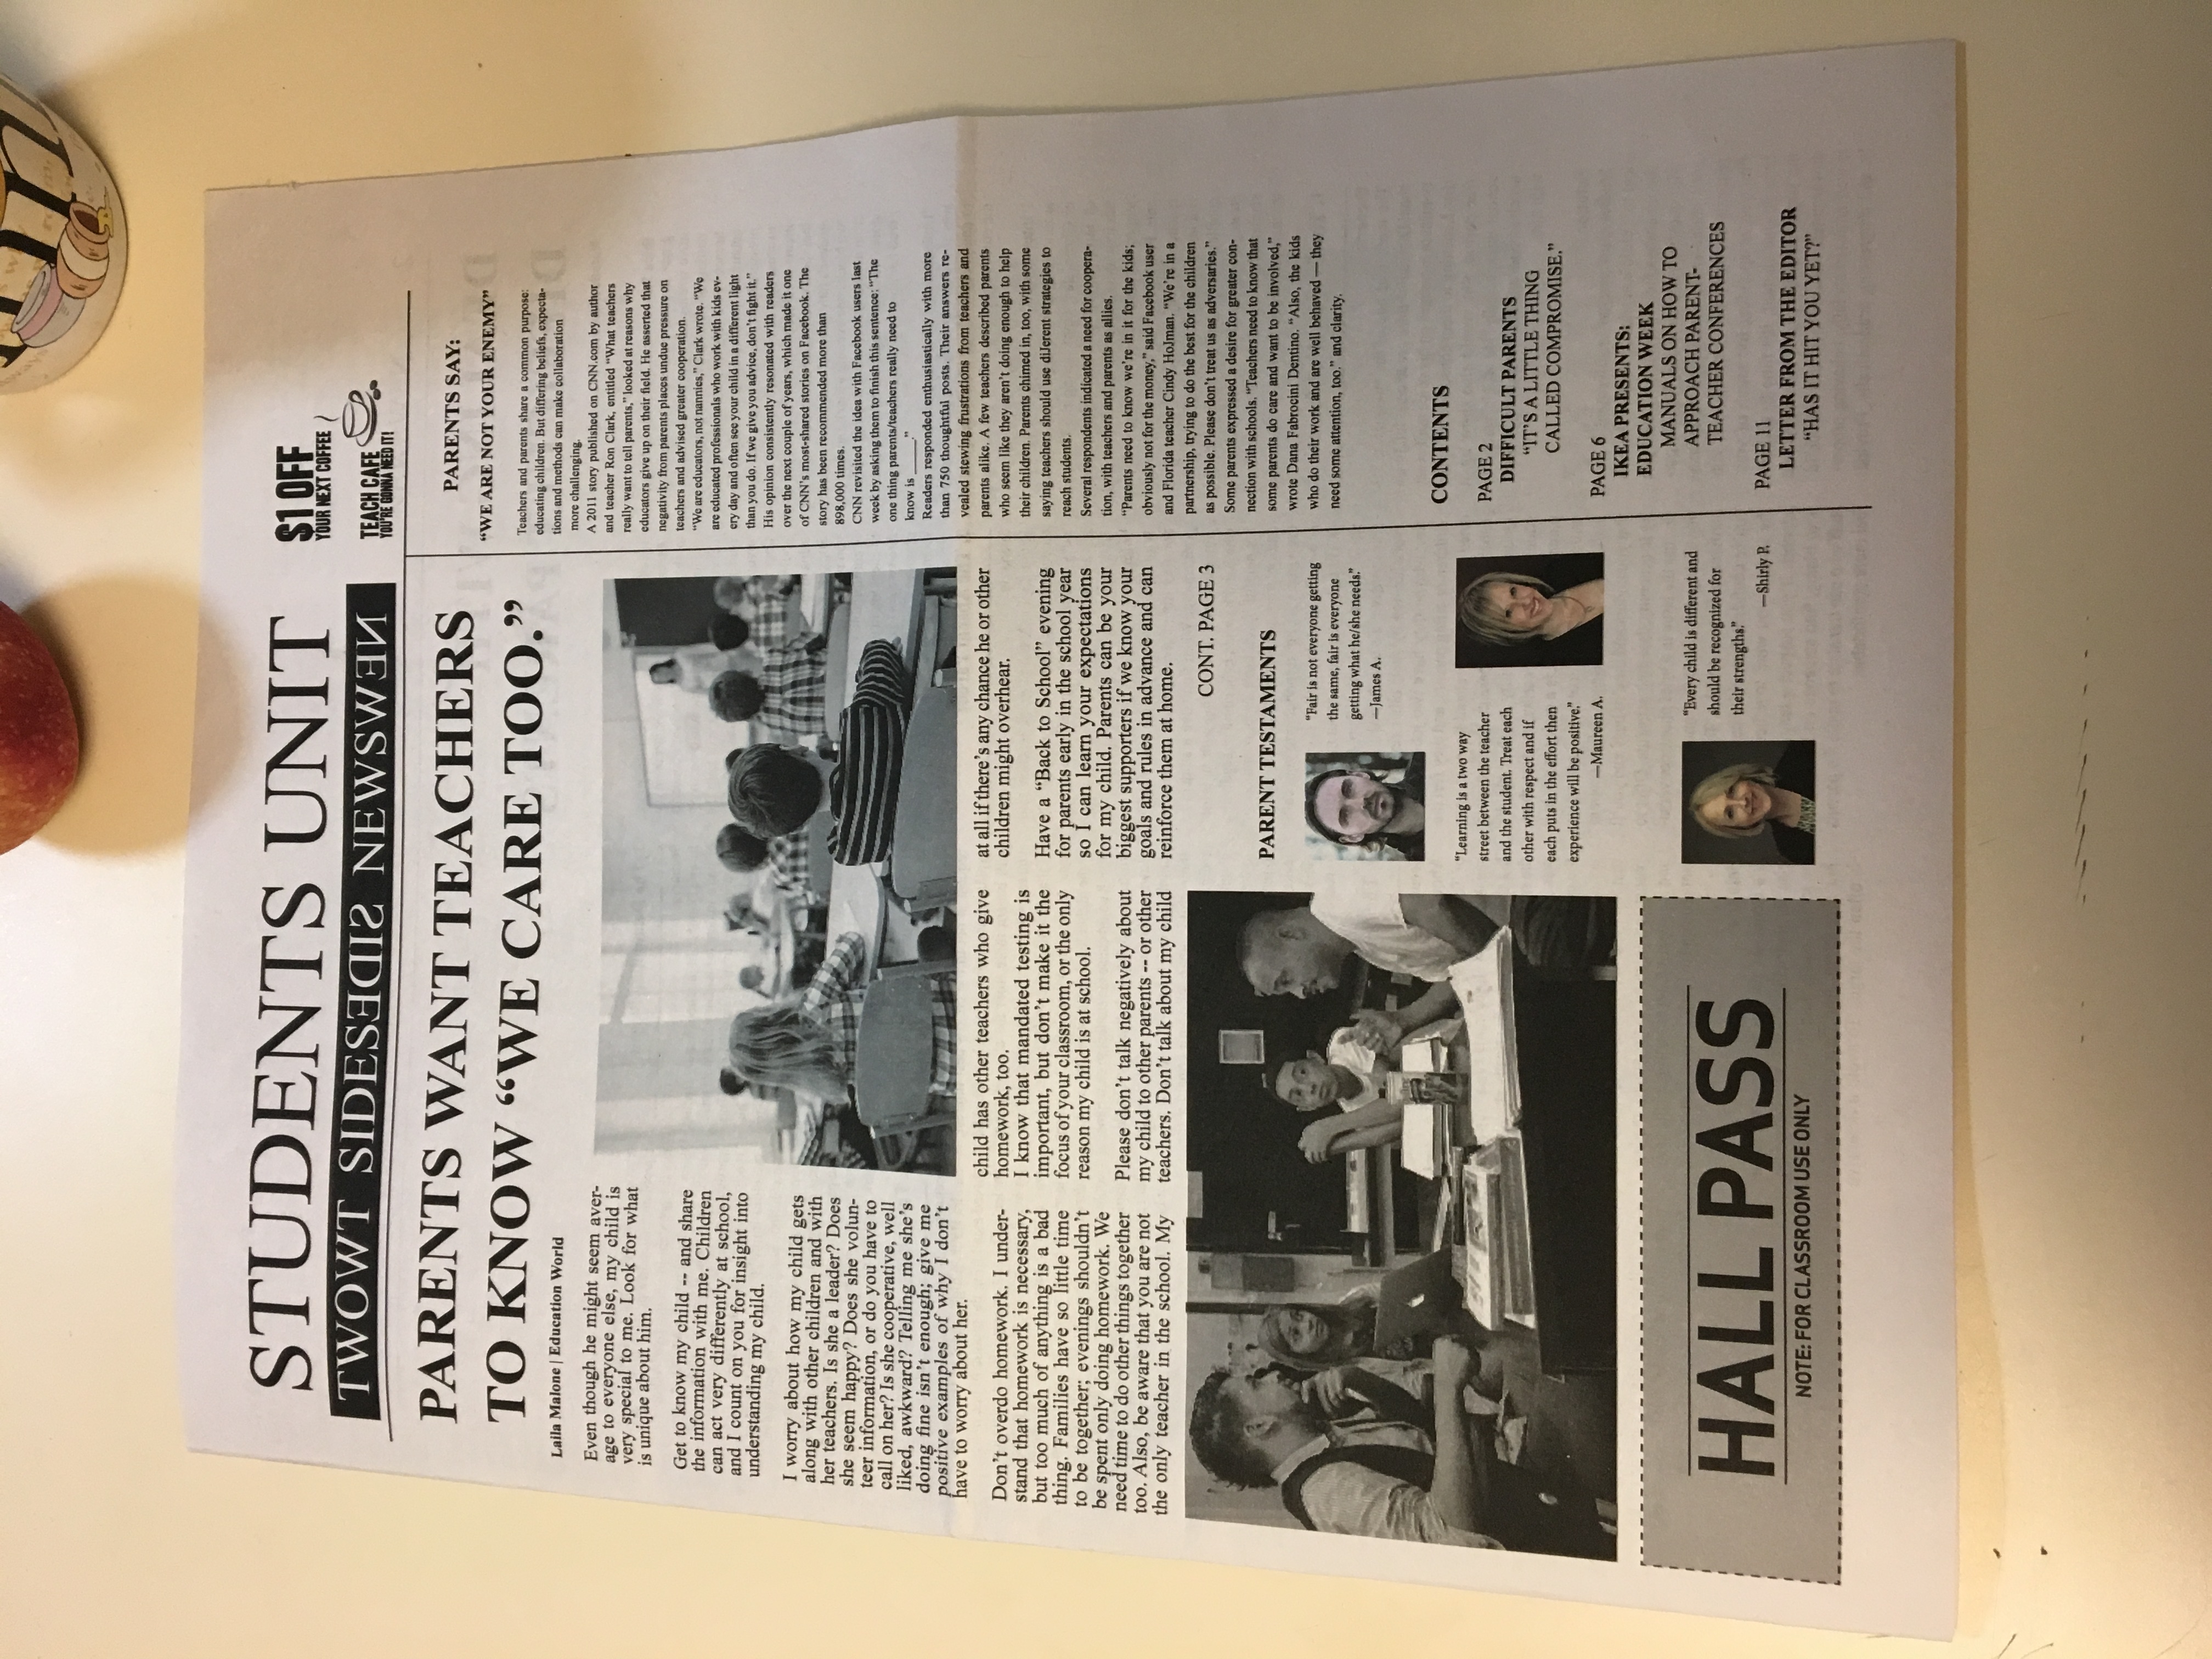 STUDENTS UNIT
TWOWT SIDESSEDIS NEWSWEN
$1 OFF
YOUR NEXT COFFEE
TEACH CAFE
YOU'RE GONNA NEED IT!
PARENTS WANT TEACHERS
TO KNOW “WE CARE TOO.”
Laila Malone | Education World
Even though he might seem aver-
age to everyone else, my child is
very special to me. Look for what
is unique about him.
Get to know my child -- and share
the information with me. Children
can act very differently at school,
and I count on you for insight into
understanding my child.
I worry about how my child gets
along with other children and with
her teachers. Is she a leader? Does
she seem happy? Does she volun-
teer information, or do you have to
call on her? Is she cooperative, well
liked, awkward? Telling me she’s
doing fine isn’t enough; give me
positive examples of why I don’t
have to worry about her.
Don’t overdo homework. I under-
stand that homework is necessary,
but too much of anything is a bad
thing. Families have so little time
to be together; evenings shouldn’t
be spent only doing homework. We
need time to do other things together
too. Also, be aware that you are not
the only teacher in the school. My
child has other teachers who give
homework, too.
I know that mandated testing is
important, but don’t make it the
focus of your classroom, or the only
reason my child is at school.
Please don’t talk negatively about
my child to other parents -- or other
teachers. Don’t talk about my child
at all if there’s any chance he or other
children might overhear.
Have a “Back to School” evening
for parents early in the school year
so I can learn your expectations
for my child. Parents can be your
biggest supporters if we know your
goals and rules in advance and can
reinforce them at home.
CONT. PAGE 3
PARENT TESTAMENTS
“Fair is not everyone getting
the same, fair is everyone
getting what he/she needs.”
—James A.
“Learning is a two way
street between the teacher
and the student. Treat each
other with respect and if
each puts in the effort then
experience will be positive.”
—Maureen A.
“Every child is different and
should be recognized for
their strengths.”
—Shirly P.
HALL PASS
NOTE: FOR CLASSROOM USE ONLY
PARENTS SAY:
“WE ARE NOT YOUR ENEMY”
Teachers and parents share a common purpose:
educating children. But differing beliefs, expecta-
tions and methods can make collaboration
more challenging.
A 2011 story published on CNN.com by author
and teacher Ron Clark, entitled “What teachers
really want to tell parents,” looked at reasons why
educators give up on their field. He asserted that
negativity from parents places undue pressure on
teachers and advised greater cooperation.
“We are educators, not nannies,” Clark wrote. “We
are educated professionals who work with kids ev-
ery day and often see your child in a different light
than you do. If we give you advice, don’t fight it.”
His opinion consistently resonated with readers
over the next couple of years, which made it one
of CNN’s most-shared stories on Facebook. The
story has been recommended more than
898,000 times.
CNN revisited the idea with Facebook users last
week by asking them to finish this sentence: “The
one thing parents/teachers really need to
know is _____.”
Readers responded enthusiastically with more
than 750 thoughtful posts. Their answers re-
vealed stewing frustrations from teachers and
parents alike. A few teachers described parents
who seem like they aren’t doing enough to help
their children. Parents chimed in, too, with some
saying teachers should use diJerent strategies to
reach students.
Several respondents indicated a need for coopera-
tion, with teachers and parents as allies.
“Parents need to know we’re in it for the kids;
obviously not for the money,” said Facebook user
and Florida teacher Cindy HoJman. “We’re in a
partnership, trying to do the best for the children
as possible. Please don’t treat us as adversaries.”
Some parents expressed a desire for greater con-
nection with schools. “Teachers need to know that
some parents do care and want to be involved,”
wrote Dana Fabrocini Dentino. “Also, the kids
who do their work and are well behaved — they
need some attention, too.” and clarity.
CONTENTS
PAGE 2
DIFFICULT PARENTS
“IT’S A LITTLE THING
CALLED COMPROMISE.”
PAGE 6
IKEA PRESENTS:
EDUCATION WEEK
MANUALS ON HOW TO
APPROACH PARENT-
TEACHER CONFERENCES
PAGE 11
LETTER FROM THE EDITOR
“HAS IT HIT YOU YET?”